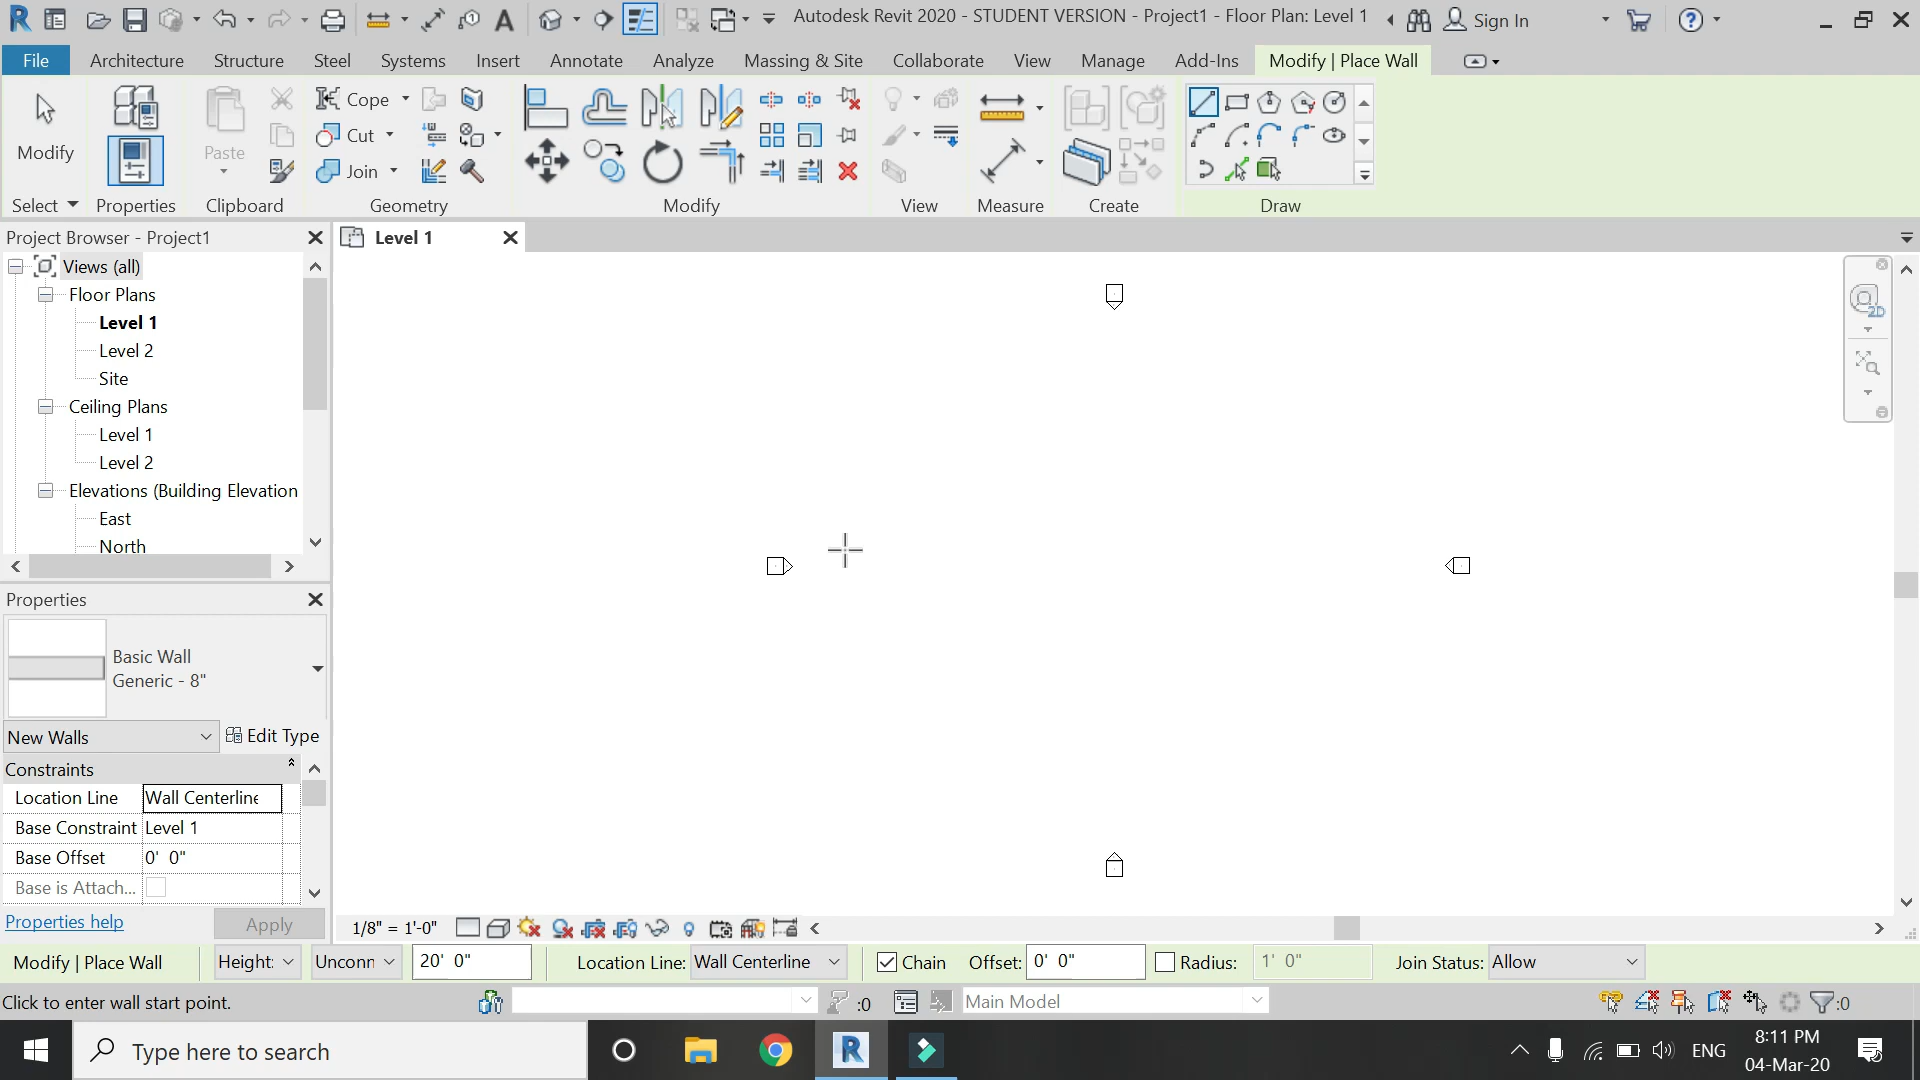 Autodesk Revit 2020 - STUDENT VERSION - Project1 - Floor Plan: Level 1
Sign In
File
Architecture
Structure
Steel
Systems
Insert
Annotate
Analyze
Massing & Site
Collaborate
View
Manage
Add-Ins
Modify | Place Wall
Modify
Paste
Cope
Cut
Join
Select
Properties
Clipboard
Geometry
Modify
View
Measure
Create
Draw
Project Browser - Project1
Level 1
Views (all)
Floor Plans
Level 1
Level 2
Site
Ceiling Plans
Level 1
Level 2
Elevations (Building Elevation
East
North
2D
Properties
Basic Wall
Generic - 8"
New Walls
Edit Type
Constraints
Location Line
Wall Centerline
Base Constraint
Level 1
Base Offset
0' 0"
Base is Attach...
Properties help
Apply
1/8" = 1'-0"
Modify | Place Wall
Height:
Unconn
20' 0"
Location Line:
Wall Centerline
Chain
Offset:
0' 0"
Radius:
1' 0"
Join Status:
Allow
Click to enter wall start point.
:0
Main Model
:0
Type here to search
ENG
8:11 PM
04-Mar-20